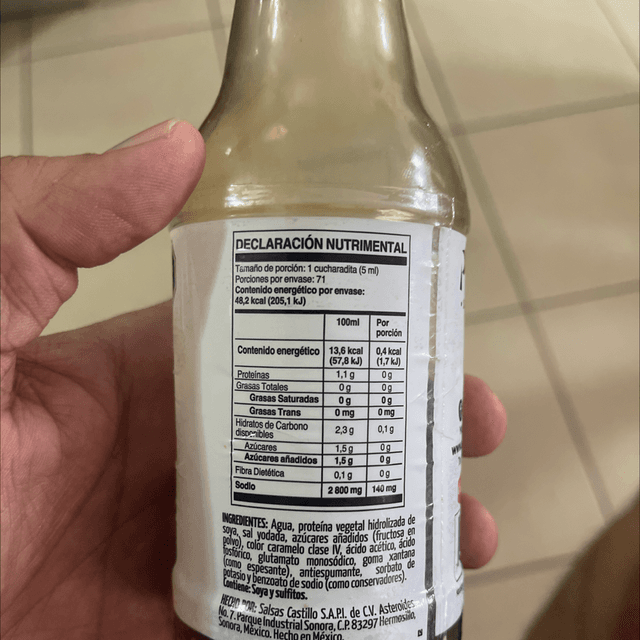 DECLARACIÓN NUTRIMENTAL
Tamaño de porción: 1 cucharadita (5 ml)
Porciones por envase: 71
Contenido energético por envase:
48,2 kcal (205,1 kJ)
100ml Por porción
Contenido energético 13,6 kcal (57,8 kJ) 0,4 kcal (1,7 kJ)
Proteínas 1,1 g 0 g
Grasas Totales 0 g 0 g
Grasas Saturadas 0 g 0 g
Grasas Trans 0 mg 0 mg
Hidratos de Carbono disponibles 2,3 g 0,1 g
Azúcares 1,5 g 0 g
Azúcares añadidos 1,5 g 0 g
Fibra Dietética 0,1 g 0 g
Sodio 2 800 mg 140 mg
INGREDIENTES: Agua, proteína vegetal hidrolizada de
soya, sal yodada, azúcares añadidos (fructosa en
polvo), color caramelo clase IV, ácido acético, ácido
fosfórico, glutamato monosódico, goma xantana
(como espesante), antiespumante, sorbato de
potasio y benzoato de sodio (como conservadores).
Contiene: Soya y sulfitos.
HECHO POR: Salsas Castillo S.A.P.I. de C.V. Asteroides
No. 7. Parque Industrial Sonora, C.P. 83297 Hermosillo,
Sonora, México. Hecho en México.